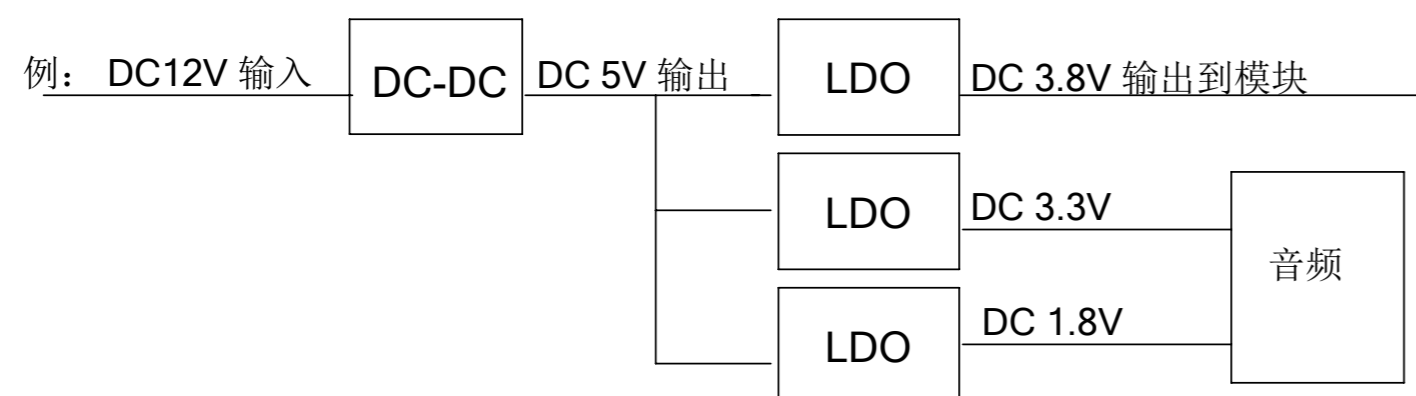 例： DC12V 输入
DC-DC
DC 5V 输出
LDO
DC 3.8V 输出到模块
LDO
DC 3.3V
音频
LDO
DC 1.8V